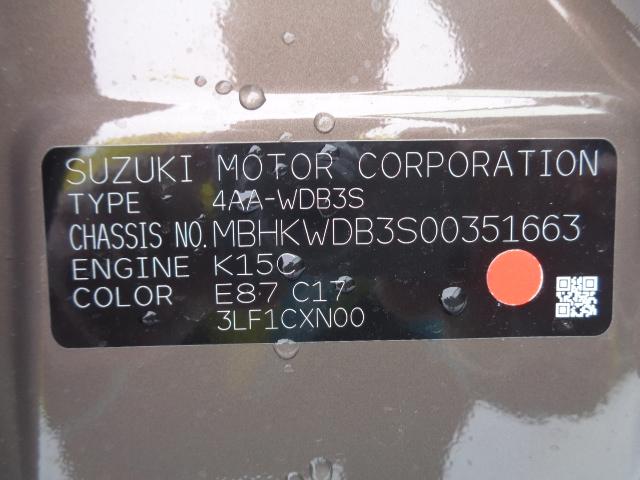 SUZUKI MOTOR CORPORATION
TYPE 4AA-WDB3S
CHASSIS NO. MBHKWDB3S00351663
ENGINE K15C
COLOR E87 C17
3LF1CXN00